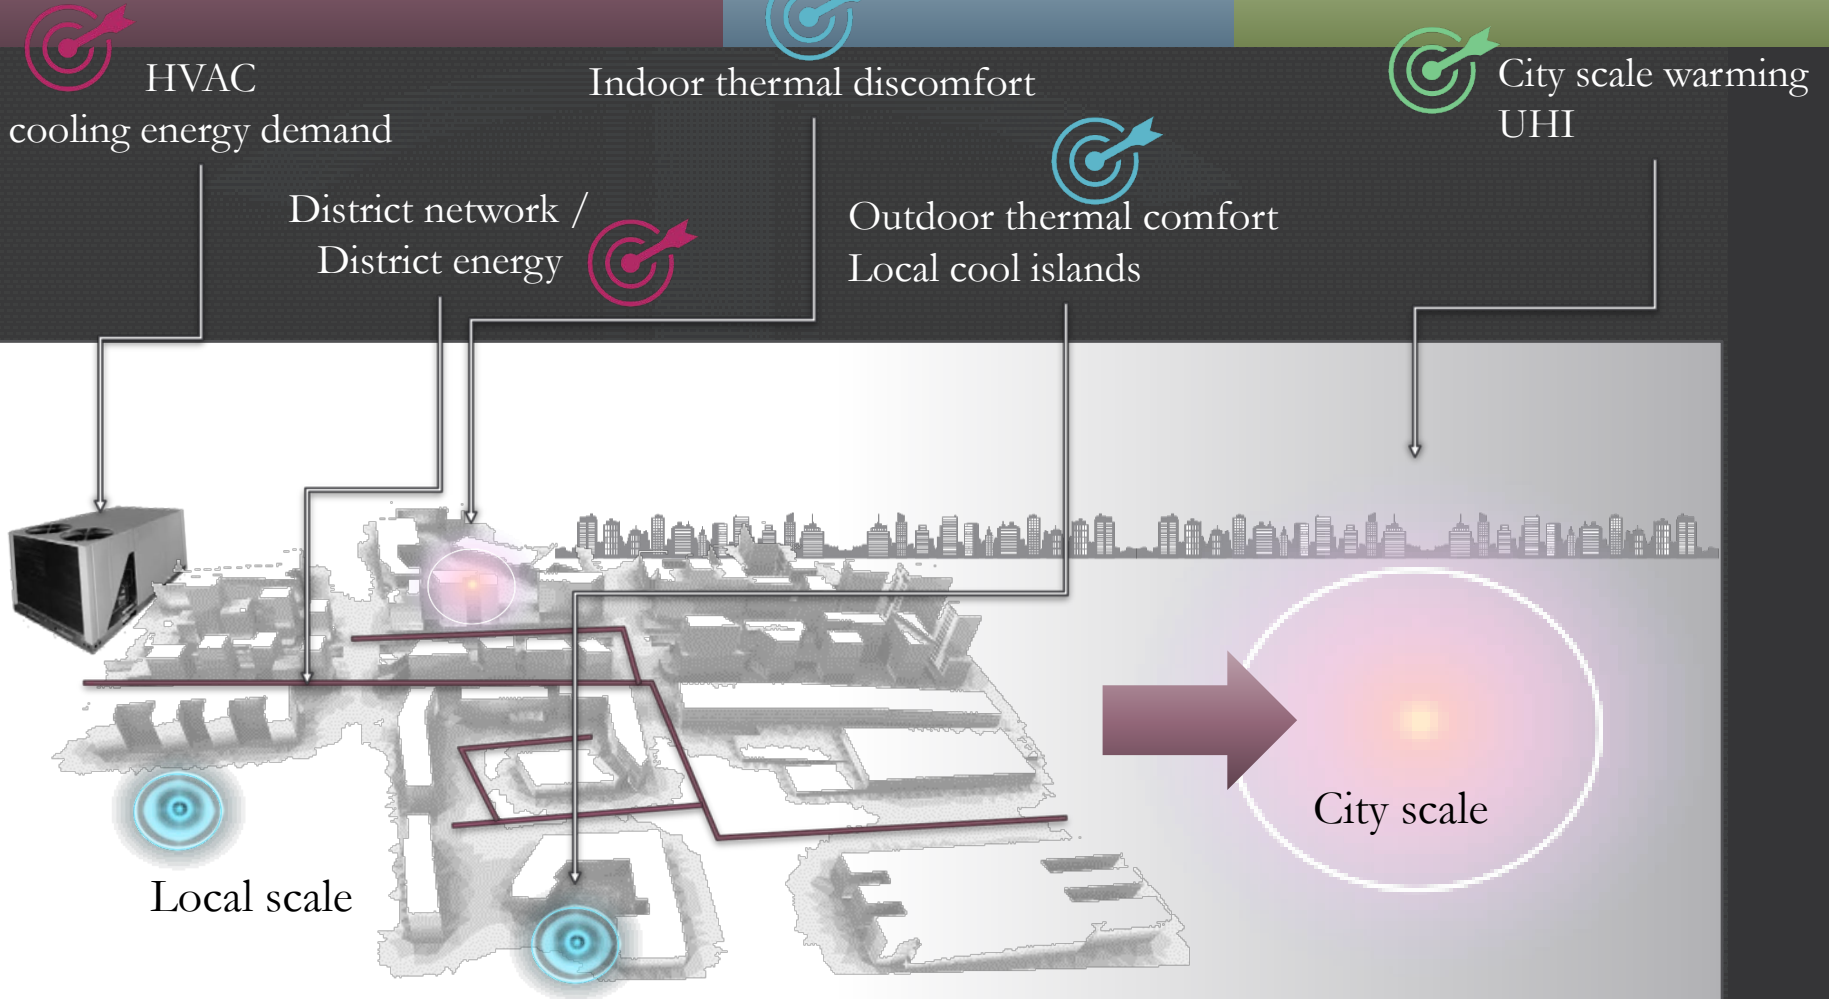 HVAC
cooling energy demand
Indoor thermal discomfort
City scale warming
UHI
District network /
District energy
Outdoor thermal comfort
Local cool islands
City scale
Local scale